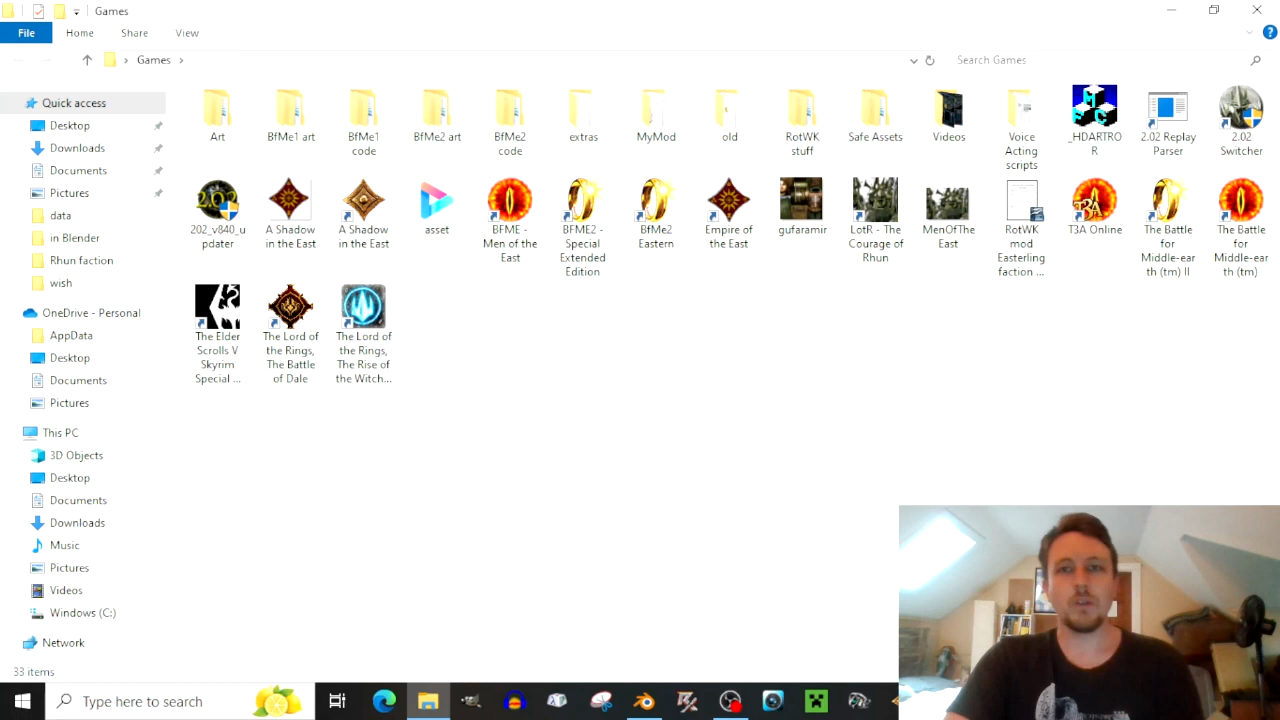 Games
File
Home
Share
View
Games
Search Games
Quick access
Desktop
Downloads
Documents
Pictures
data
in Blender
Rhun faction
wish
OneDrive - Personal
AppData
Desktop
Documents
Pictures
This PC
3D Objects
Desktop
Documents
Downloads
Music
Pictures
Videos
Windows (C:)
Network
Art
BfMe1 art
BfMe1
code
BfMe2 art
BfMe2
code
extras
MyMod
old
RotWK
stuff
Safe Assets
Videos
Voice
Acting
scripts
_HDARTRO
R
2.02 Replay
Parser
2.02
Switcher
202_v840_u
pdater
A Shadow
in the East
A Shadow
in the East
asset
BFME -
Men of the
East
BFME2 -
Special
Extended
Edition
BfMe2
Eastern
Empire of
the East
gufaramir
LotR - The
Courage of
Rhun
MenOfThe
East
RotWK
mod
Easterling
faction ...
T3A Online
The Battle
for
Middle-ear
th (tm) II
The Battle
for
Middle-ear
th (tm)
The Elder
Scrolls V
Skyrim
Special ...
The Lord of
the Rings,
The Battle
of Dale
The Lord of
the Rings,
The Rise of
the Witch...
33 items
Type here to search